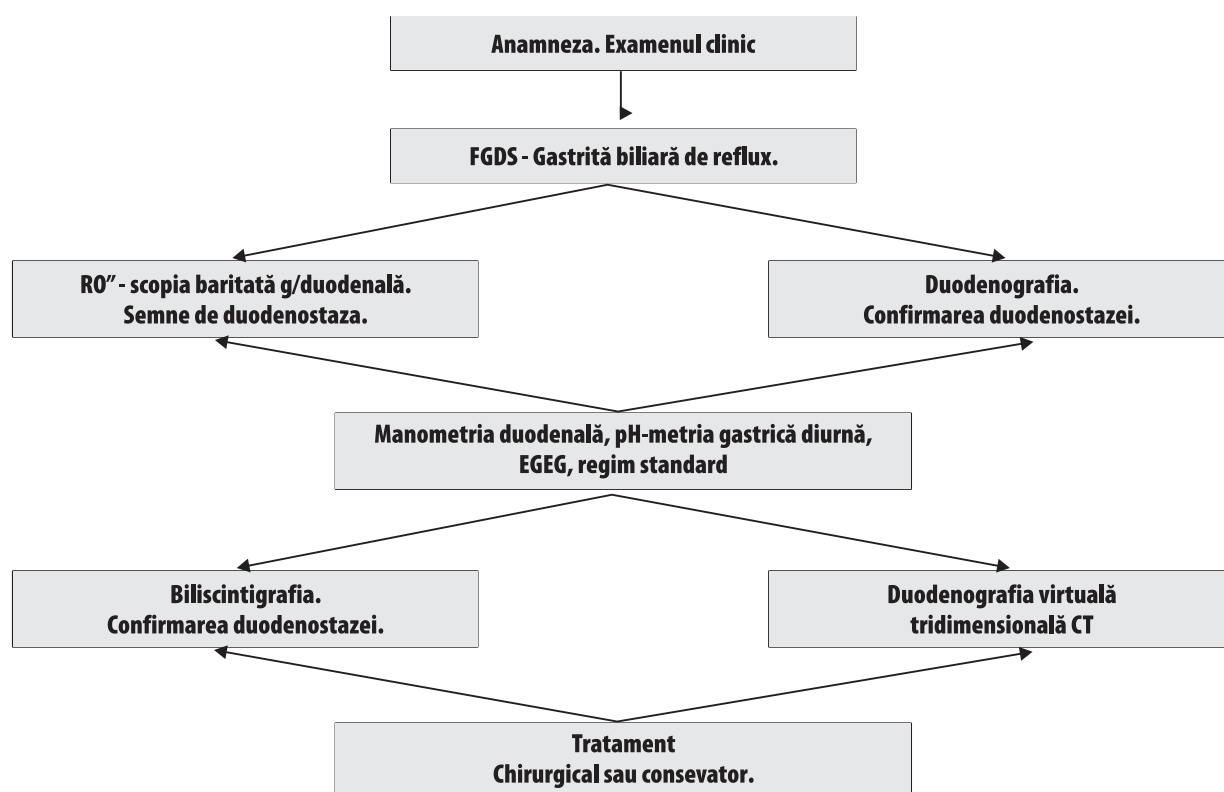 Anamneza. Examenul clinic
FGDS - Gastrită biliară de reflux.
RO” - scopia baritată g/duodenală.
Semne de duodenostaza.
Duodenografia.
Confirmarea duodenostazei.
Manometria duodenală, pH-metria gastrică diurnă,
EGEG, regim standard
Biliscintigrafia.
Confirmarea duodenostazei.
Duodenografia virtuală
tridimensională CT
Tratament
Chirurgical sau consevator.